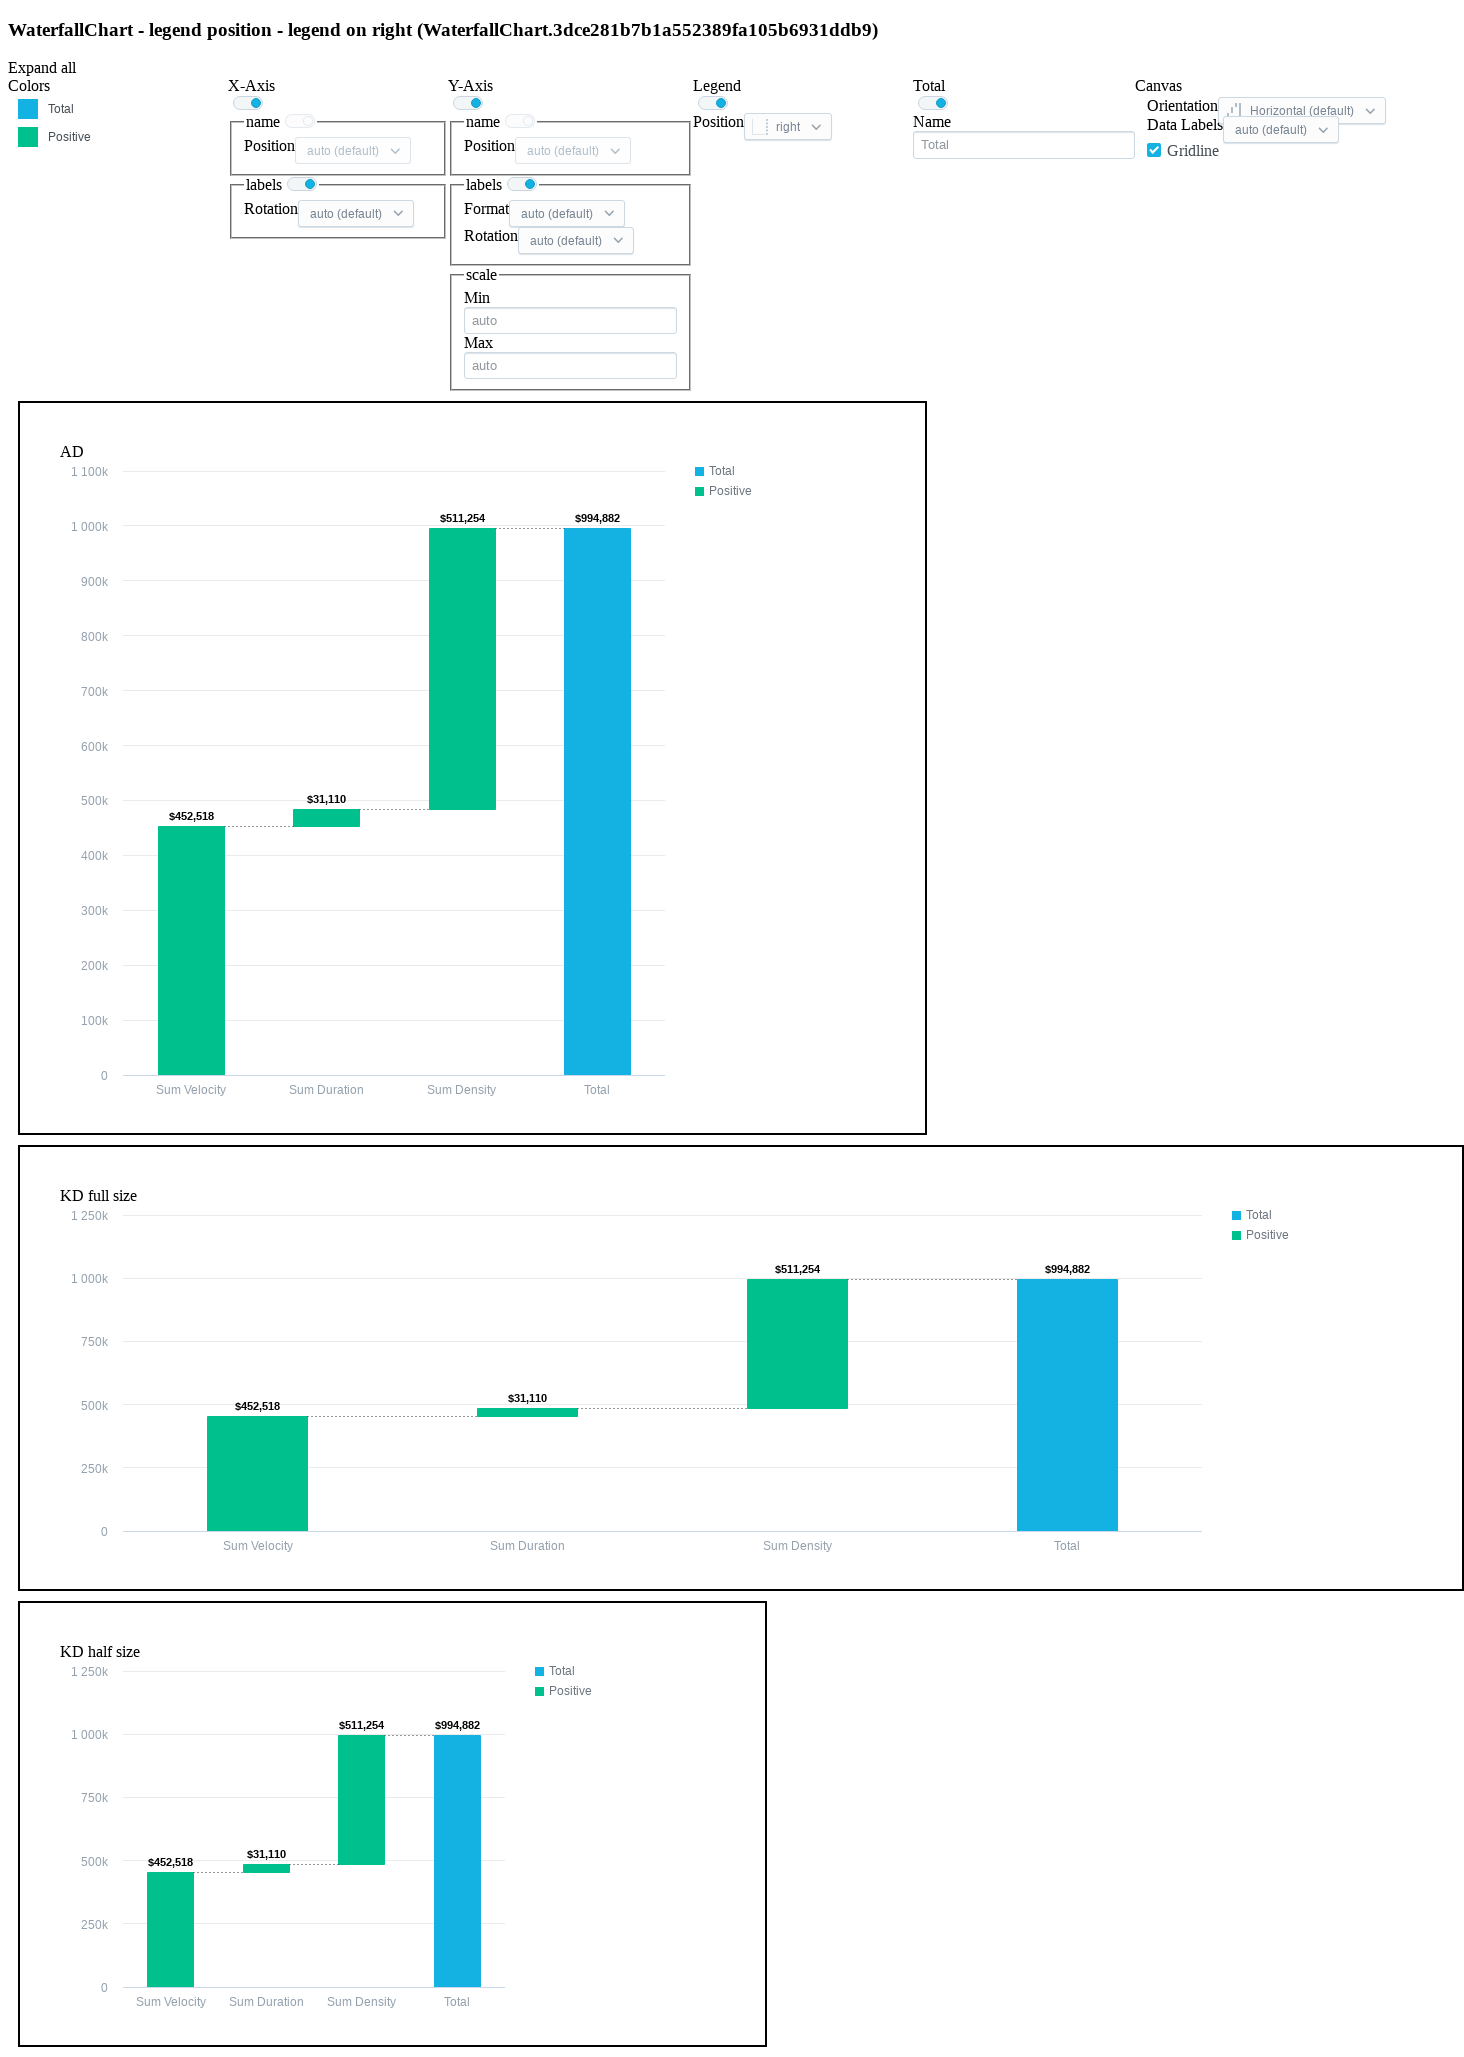 WaterfallChart - legend position - legend on right (WaterfallChart.3dce281b7b1a552389fa105b6931ddb9)
Expand all
Colors
Total
Positive
X-Axis
name
Position auto (default)
labels
Rotation auto (default)
Y-Axis
name
Position auto (default)
labels
Format auto (default)
Rotation auto (default)
scale
Min
auto
Max
auto
Legend
Position right
Total
Name
Total
Canvas
Orientation Horizontal (default)
Data Labels auto (default)
Gridline
AD
1 100k
1 000k
900k
800k
700k
600k
500k
400k
300k
200k
100k
0
$452,518
$31,110
$511,254
$994,882
Sum Velocity
Sum Duration
Sum Density
Total
Total
Positive
KD full size
1 250k
1 000k
750k
500k
250k
0
$452,518
$31,110
$511,254
$994,882
Sum Velocity
Sum Duration
Sum Density
Total
Total
Positive
KD half size
1 250k
1 000k
750k
500k
250k
0
$452,518
$31,110
$511,254
$994,882
Sum Velocity
Sum Duration
Sum Density
Total
Total
Positive